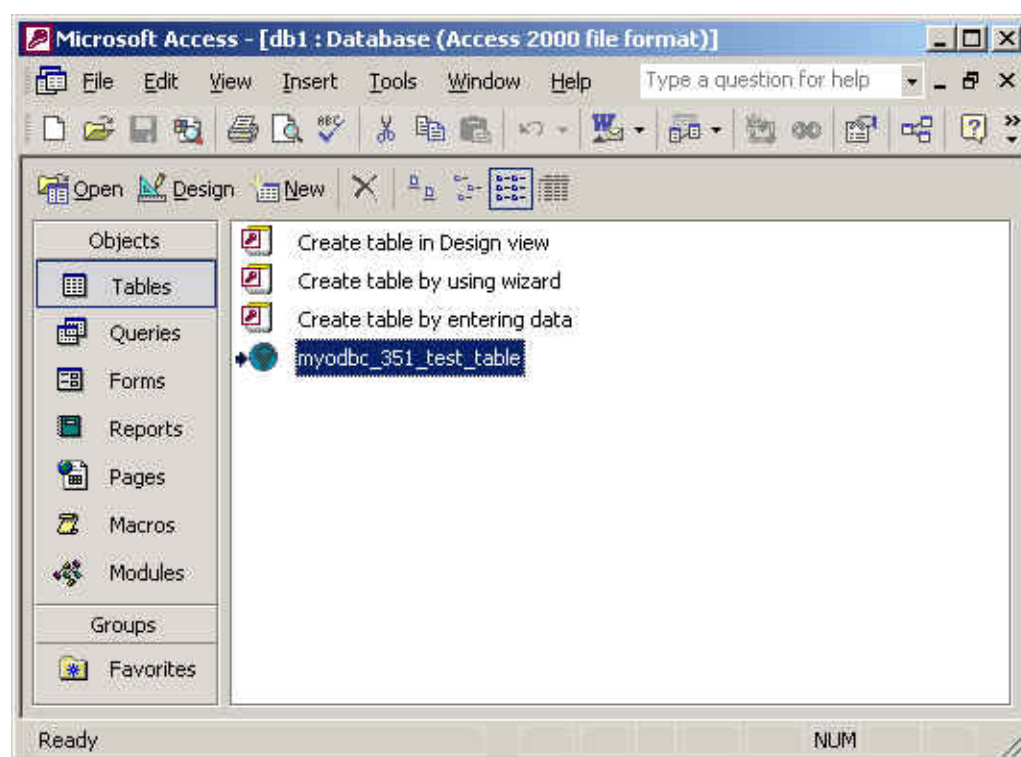 Microsoft Access - [db1 : Database (Access 2000 file format)]
File Edit View Insert Tools Window Help Type a question for help
ABC W
Open Design New
Objects
Tables
Queries
Forms
Reports
Pages
Macros
Modules
Groups
Favorites
Create table in Design view
Create table by using wizard
Create table by entering data
myodbc_351_test_table
Ready NUM